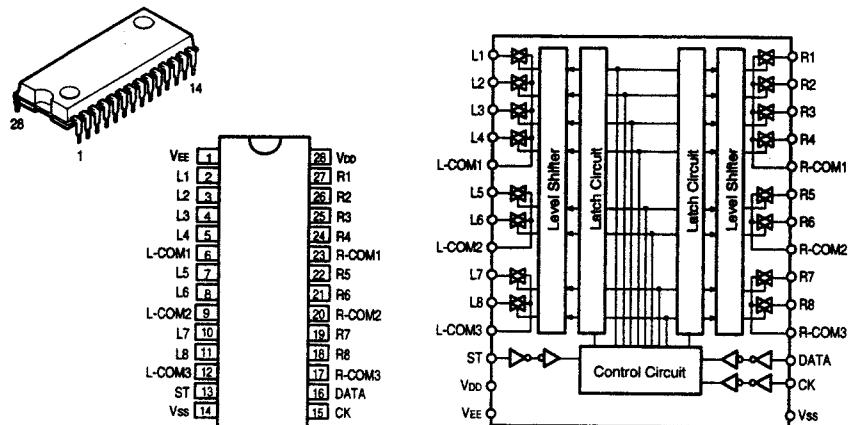 14
28
1
VEE 1 28 VDD
L1 2 27 R1
L2 3 26 R2
L3 4 25 R3
L4 5 24 R4
L-COM1 6 23 R-COM1
L5 7 22 R5
L6 8 21 R6
L-COM2 9 20 R-COM2
L7 10 19 R7
L8 11 18 R8
L-COM3 12 17 R-COM3
ST 13 16 DATA
VSS 14 15 CK
L1 R1
L2 R2
L3 R3
L4 R4
L-COM1 R-COM1
L5 R5
L6 R6
L-COM2 R-COM2
L7 R7
L8 R8
L-COM3 R-COM3
Level Shifter
Latch Circuit
Latch Circuit
Level Shifter
ST DATA
Control Circuit
CK
VDD
VEE VSS